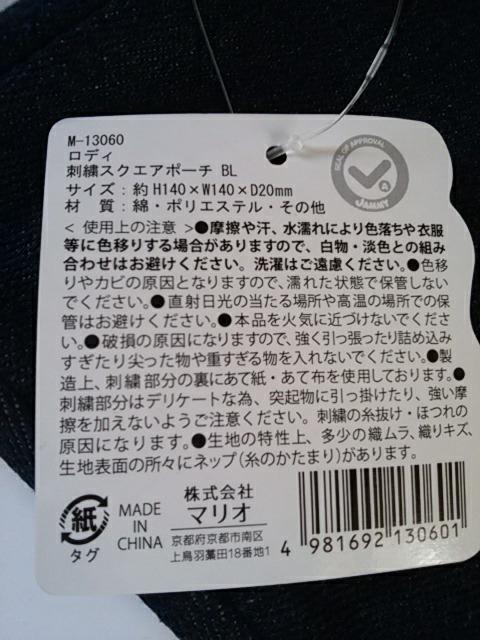 M-13060
ロディ
刺繍スクエアポーチ BL
サイズ：約 H140×W140×D20mm
材　質：綿・ポリエステル・その他
SEAL OF APPROVAL
A
JAMMY
< 使用上の注意 >●摩擦や汗、水濡れにより色落ちや衣服
等に色移りする場合がありますので、白物・淡色との組み
合わせはお避けください。洗濯はご遠慮ください。●色移
りやカビの原因となりますので、濡れた状態で保管しない
でください。●直射日光の当たる場所や高温の場所での保
管はお避けください。●本品を火気に近づけないでくださ
い。●破損の原因になりますので、強く引っ張ったり詰め込み
すぎたり尖った物や重すぎる物を入れないでください。●製
造上、刺繍部分の裏にあて紙・あて布を使用しております。●
刺繍部分はデリケートな為、突起物に引っ掛けたり、強い摩
擦を加えないようご注意ください。刺繍の糸抜け・ほつれの
原因になります。●生地の特性上、多少の織ムラ、織りキズ、
生地表面の所々にネップ(糸のかたまり)があります。
紙
タグ
MADE
IN
CHINA
株式会社
マリオ
京都府京都市南区
上鳥羽藁田18番地1
4 981692 130601